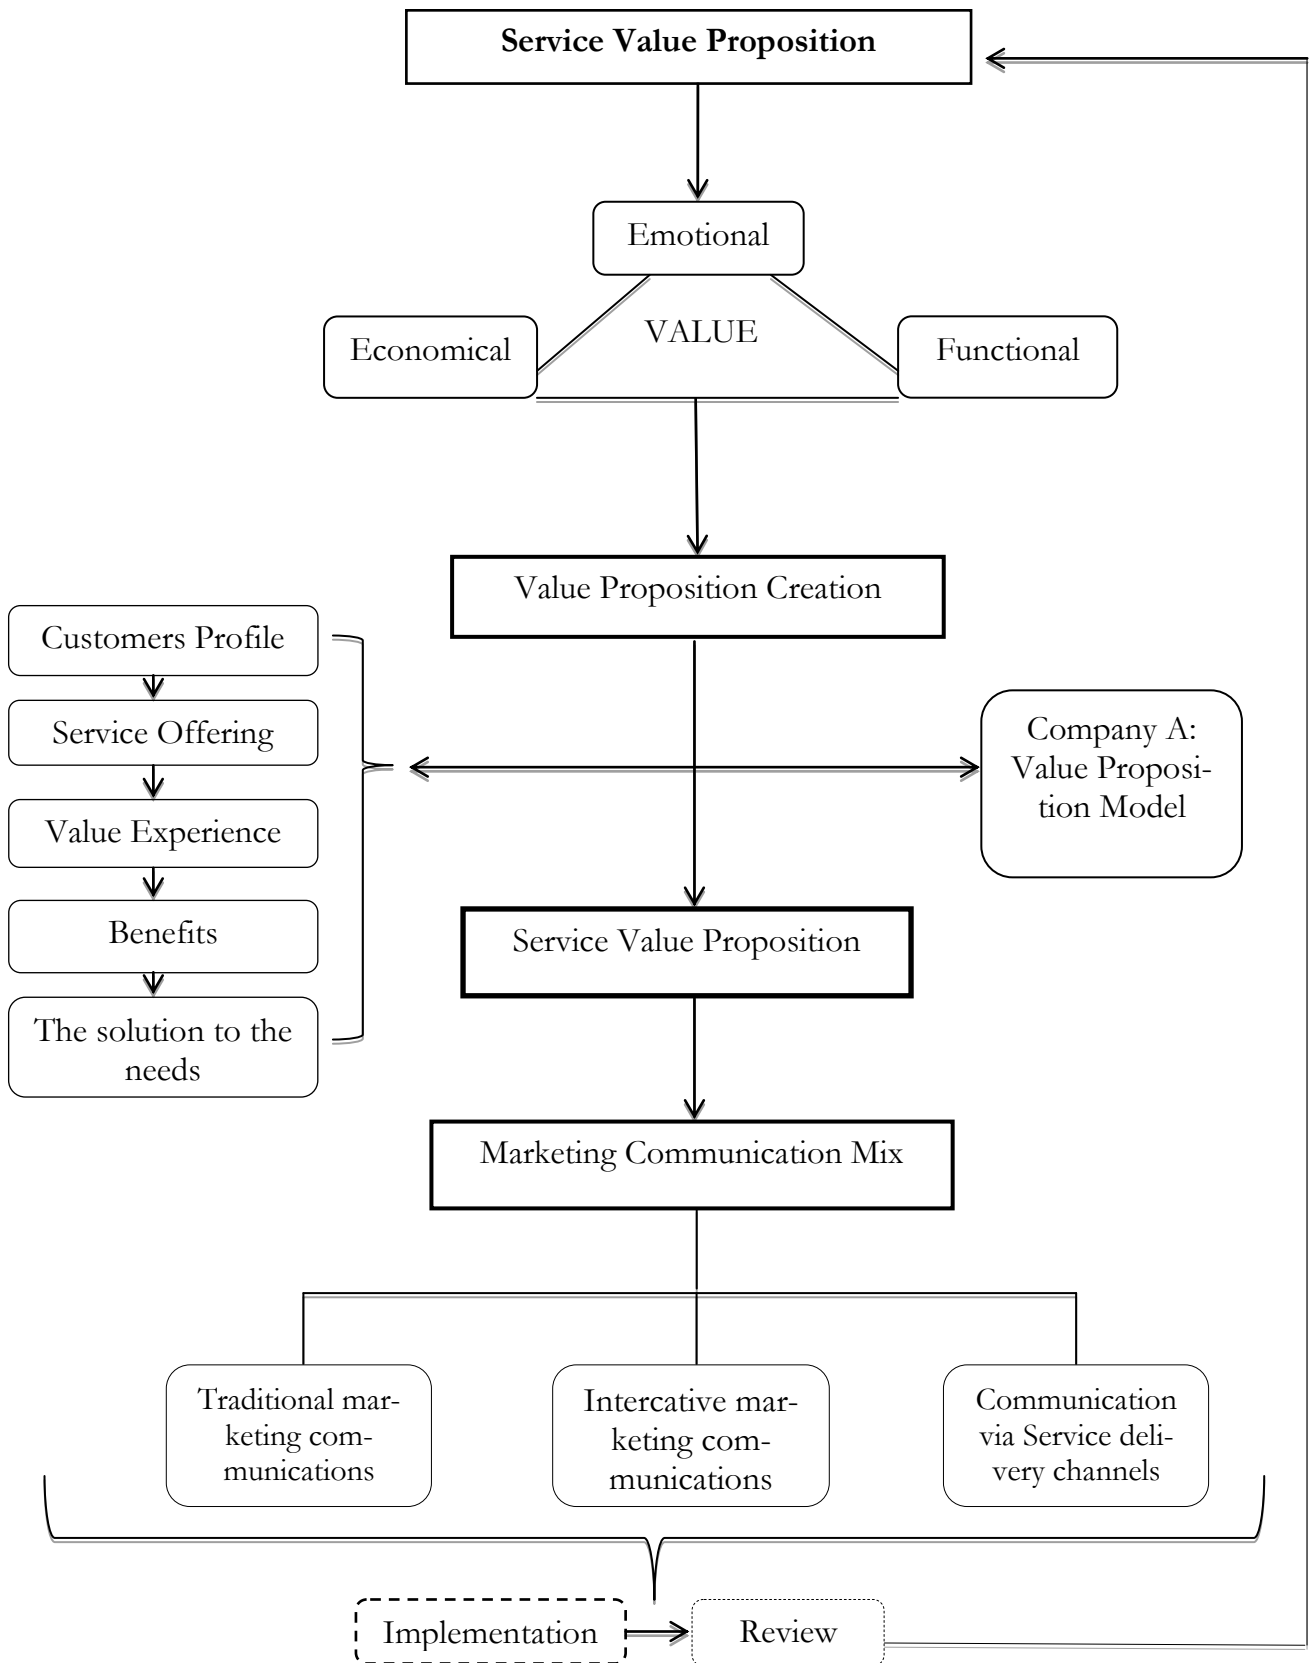 Service Value Proposition
Emotional
VALUE
Economical
Functional
Value Proposition Creation
Customers Profile
Service Offering
Value Experience
Benefits
The solution to the
needs
Company A:
Value Proposi-
tion Model
Service Value Proposition
Marketing Communication Mix
Traditional mar-
keting com-
munications
Intercative mar-
keting com-
munications
Communication
via Service deli-
very channels
Implementation
Review